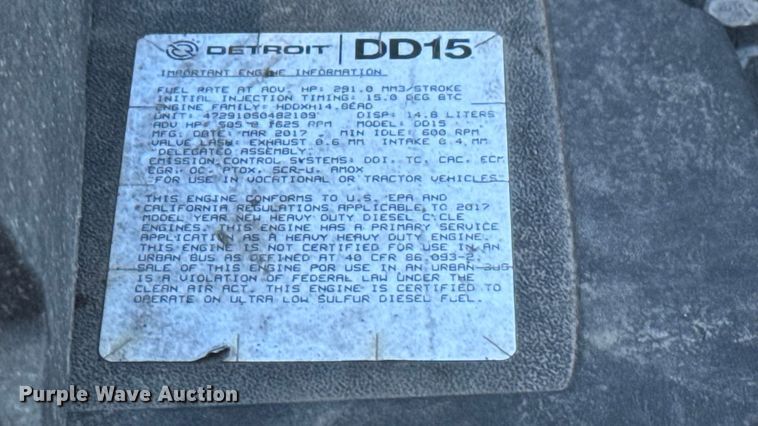 DETROIT | DD15
IMPORTANT ENGINE INFORMATION
FUEL RATE AT ADV. HP: 291.0 MM3/STROKE
INITIAL INJECTION TIMING: 15.0 DEG BTC
ENGINE FAMILY: HDDXH14.8EAD
UNIT: 472910S0482109 DISP: 14.8 LITERS
ADV HP: 505 @ 1625 RPM MODEL: DD15
MFG. DATE: MAR 2017 MIN IDLE: 600 RPM
VALVE LASH: EXHAUST 0.6 MM INTAKE 0.4 MM
"DELEGATED ASSEMBLY"
EMISSION CONTROL SYSTEMS: DDI, TC, CAC, ECM
EGR, OC, PTOX, SCR-U, AMOX
"FOR USE IN VOCATIONAL OR TRACTOR VEHICLES"
THIS ENGINE CONFORMS TO U.S. EPA AND
CALIFORNIA REGULATIONS APPLICABLE TO 2017
MODEL YEAR NEW HEAVY DUTY DIESEL CYCLE
ENGINES. THIS ENGINE HAS A PRIMARY SERVICE
APPLICATION AS A HEAVY HEAVY DUTY ENGINE.
THIS ENGINE IS NOT CERTIFIED FOR USE IN AN
URBAN BUS AS DEFINED AT 40 CFR 86.093-2.
SALE OF THIS ENGINE FOR USE IN AN URBAN BUS
IS A VIOLATION OF FEDERAL LAW UNDER THE
CLEAN AIR ACT. THIS ENGINE IS CERTIFIED TO
OPERATE ON ULTRA LOW SULFUR DIESEL FUEL.
Purple Wave Auction